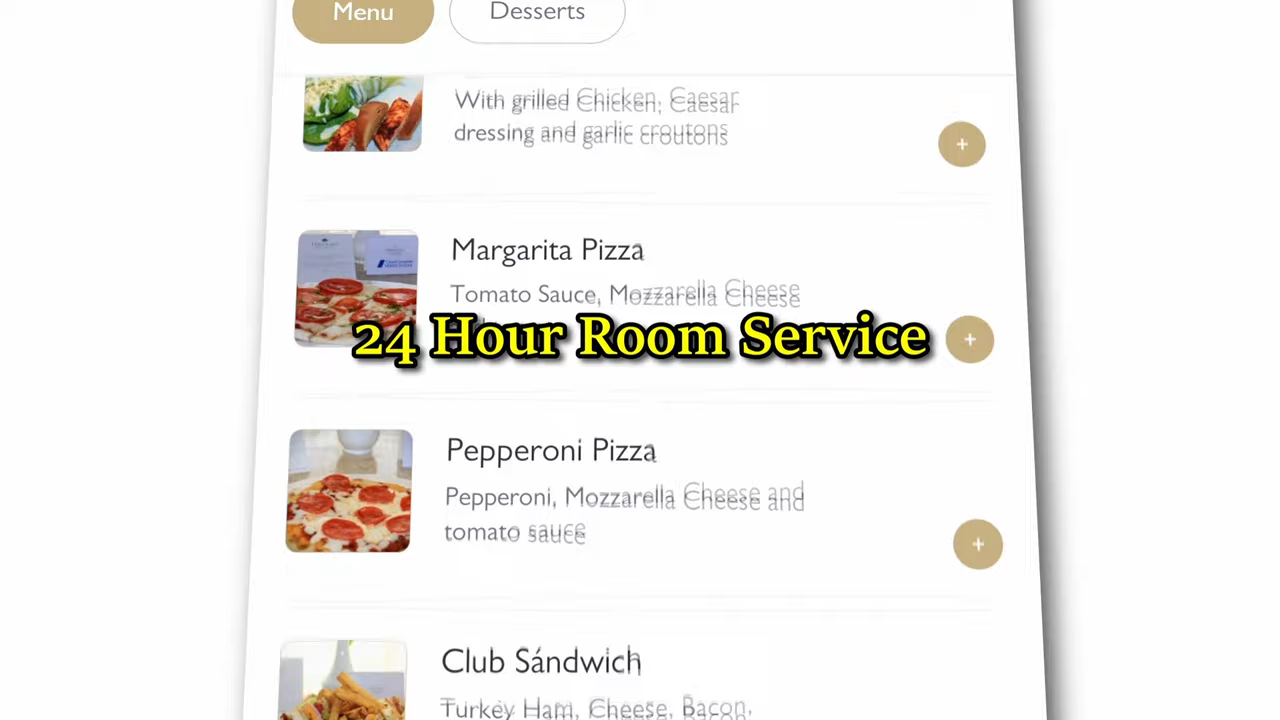 Menu
Desserts
With grilled Chicken, Caesar
dressing and garlic croutons
+
Margarita Pizza
Tomato Sauce, Mozzarella Cheese
24 Hour Room Service
+
Pepperoni Pizza
Pepperoni, Mozzarella Cheese and
tomato sauce
+
Club Sándwich
Turkey Ham, Cheese, Bacon,